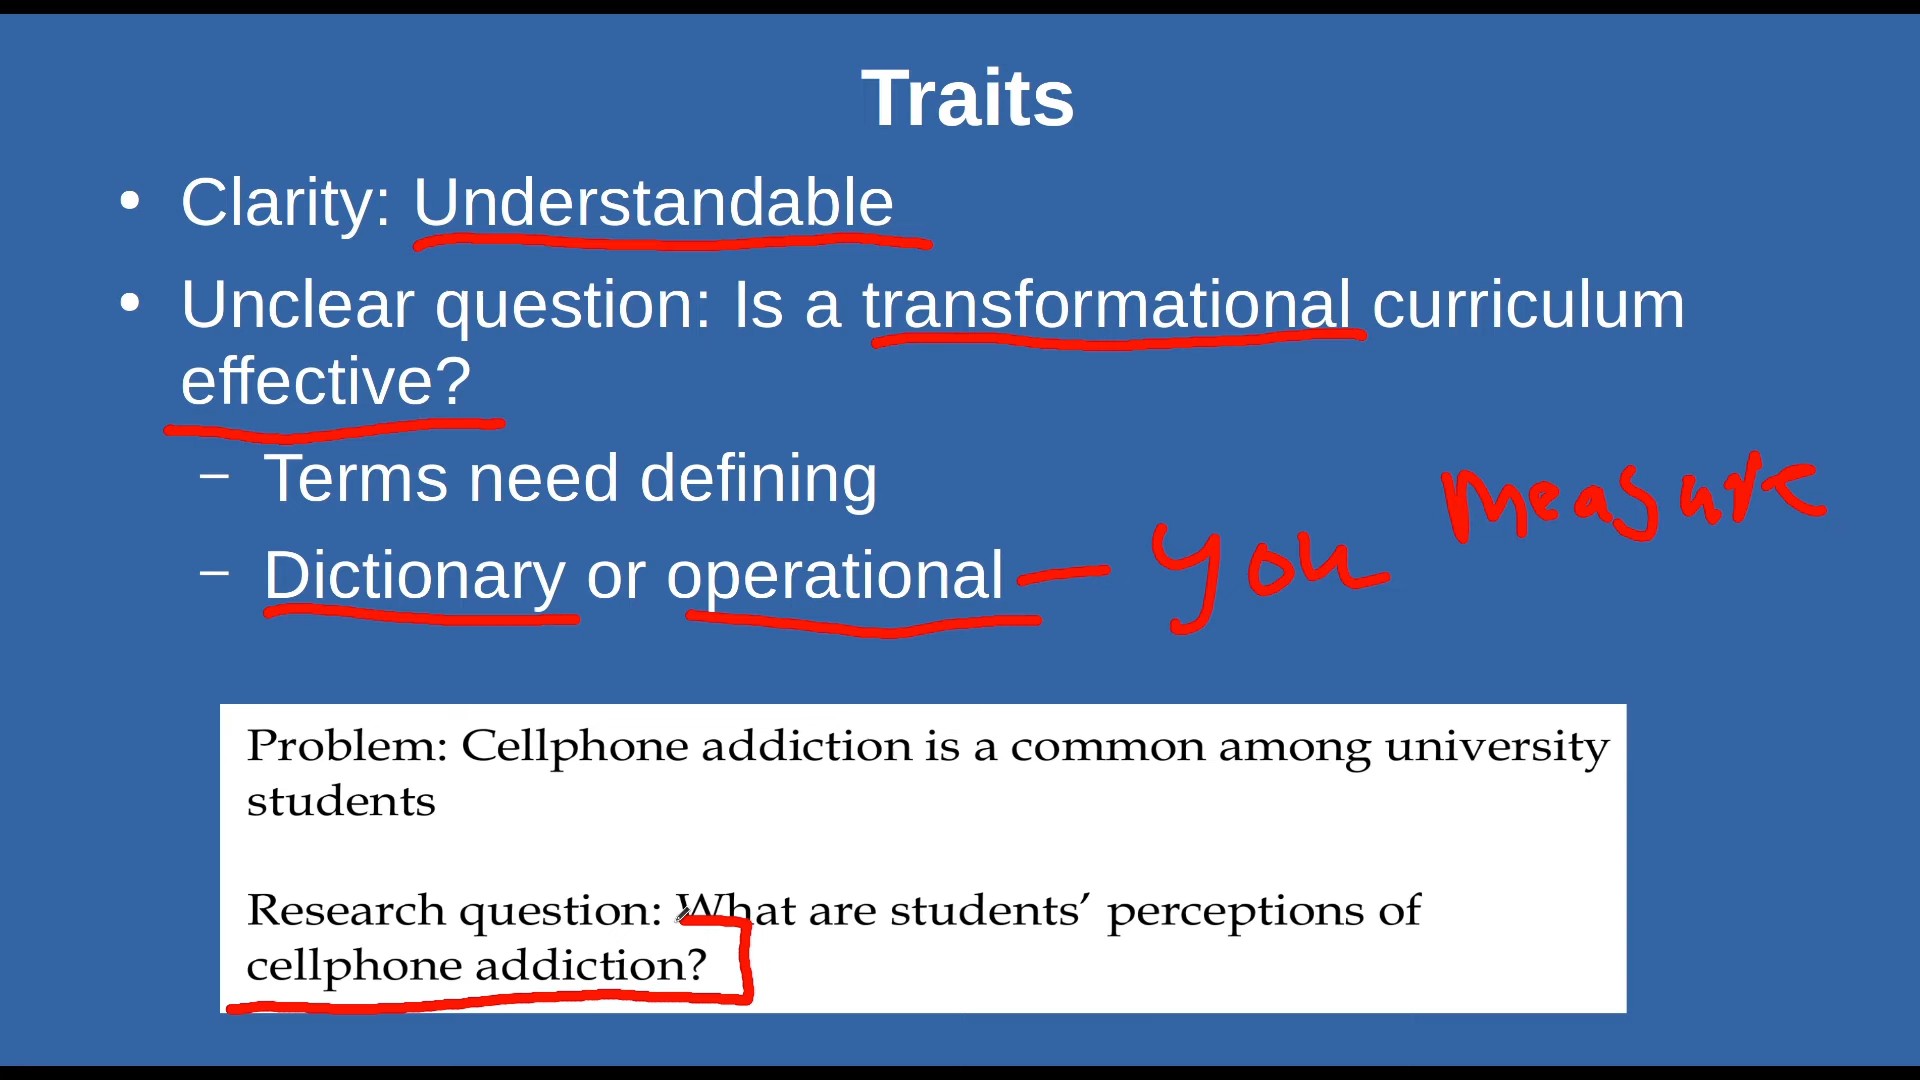 Traits
• Clarity: Understandable
• Unclear question: Is a transformational curriculum
effective?
– Terms need defining
– Dictionary or operational — you measure
Problem: Cellphone addiction is a common among university
students
Research question: What are students’ perceptions of
cellphone addiction?